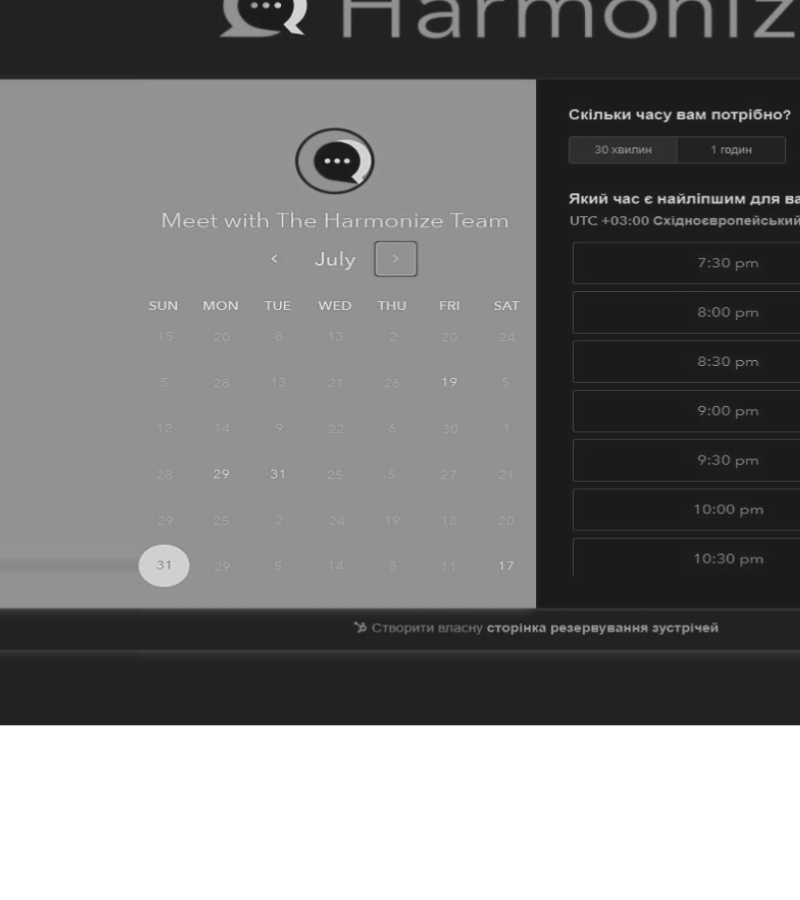 Harmoniz
Meet with The Harmonize Team
< July >
SUN MON TUE WED THU FRI SAT
15 20 8 13 2 20 24
5 28 13 21 26 19 5
12 14 9 22 6 30 1
28 29 31 25 5 27 21
29 25 2 24 19 18 20
31 29 5 14 8 11 17
Скільки часу вам потрібно?
30 хвилин 1 годин
Який час є найліпшим для ва
UTC +03:00 Східноєвропейський
7:30 pm
8:00 pm
8:30 pm
9:00 pm
9:30 pm
10:00 pm
10:30 pm
Створити власну сторінка резервування зустрічей